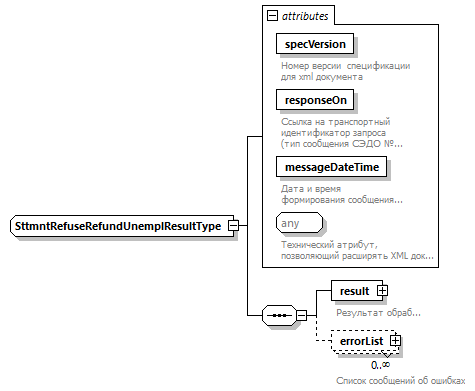 attributes
specVersion
Номер версии спецификации
для xml документа
responseOn
Ссылка на транспортный
идентификатор запроса
(тип сообщения СЭДО №...
messageDateTime
Дата и время
формирования сообщения...
any
Технический атрибут,
позволяющий расширять XML док...
SttmntRefuseRefundUnemplResultType
result
Результат обраб...
errorList
0..∞
Список сообщений об ошибках